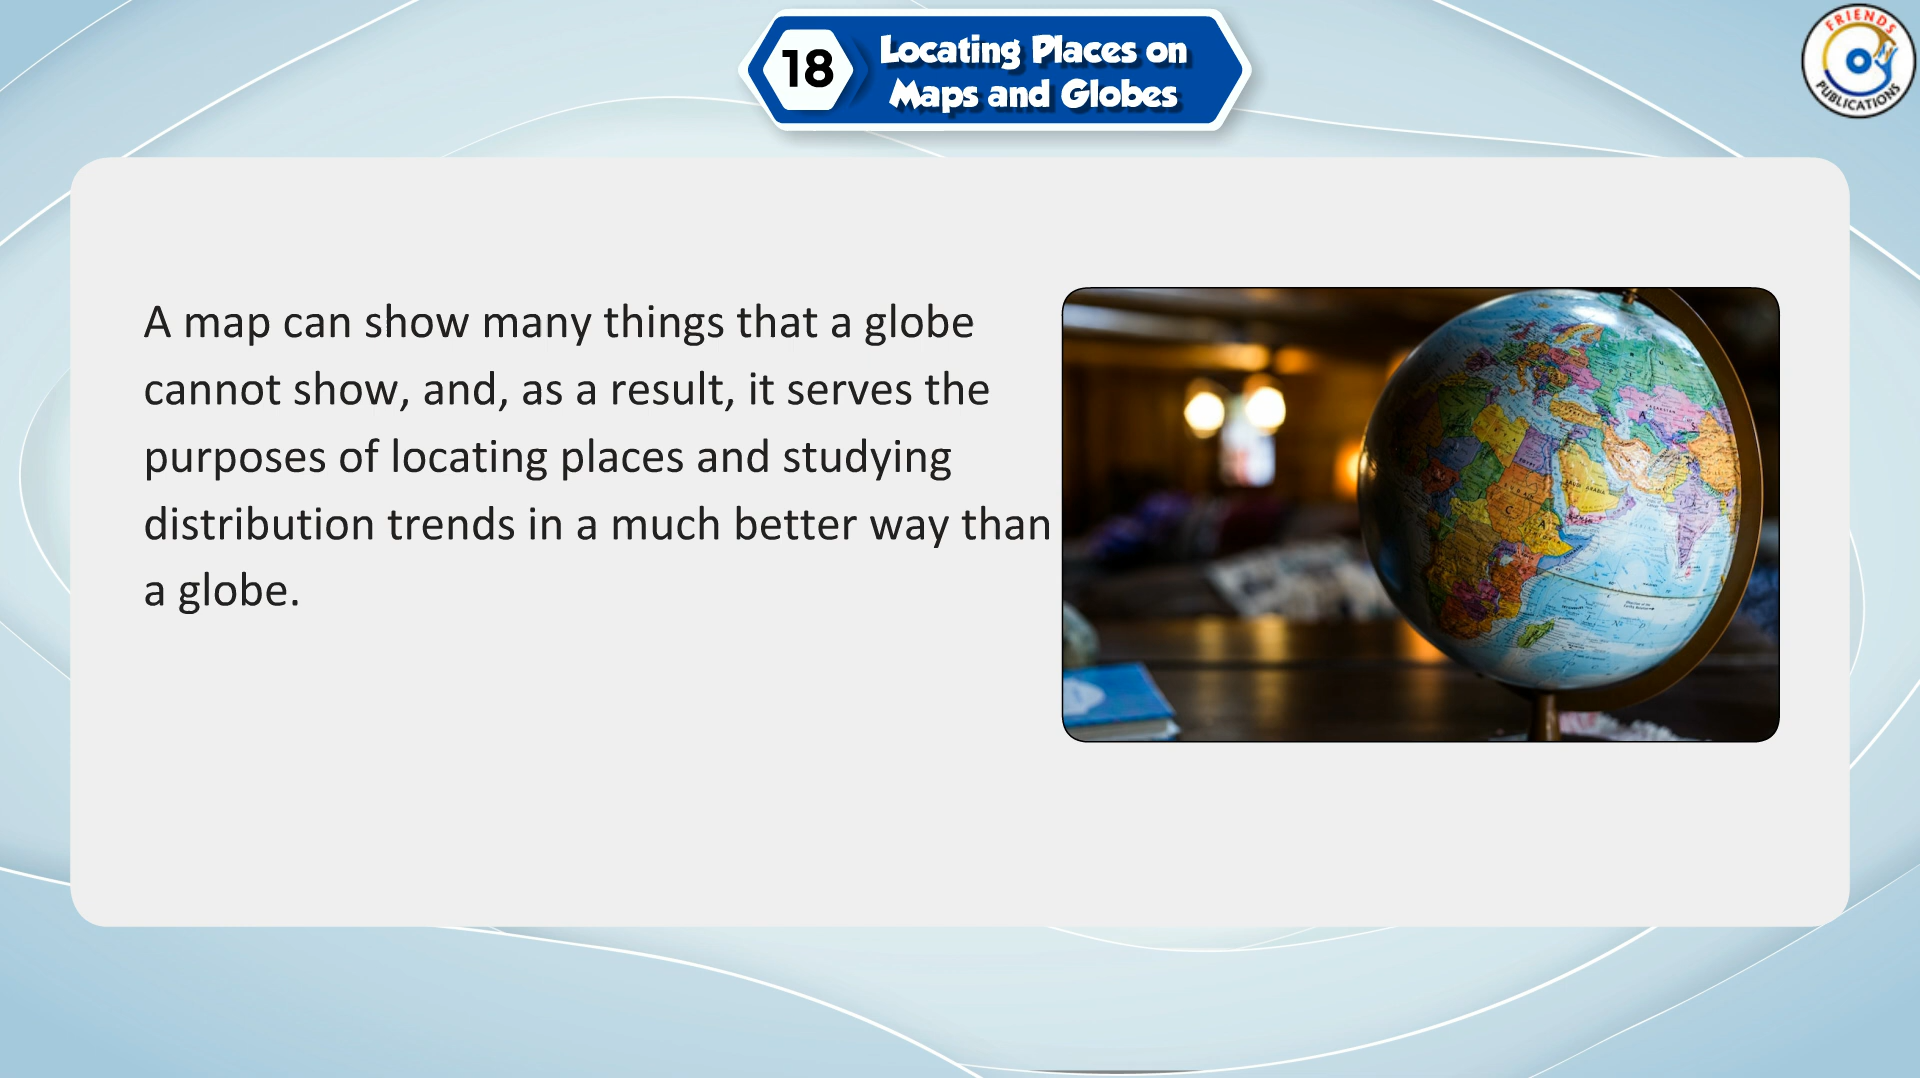 18
Locating Places on
Maps and Globes
FRIENDS
PUBLICATIONS
A map can show many things that a globe
cannot show, and, as a result, it serves the
purposes of locating places and studying
distribution trends in a much better way than
a globe.
SAUDI ARABIA